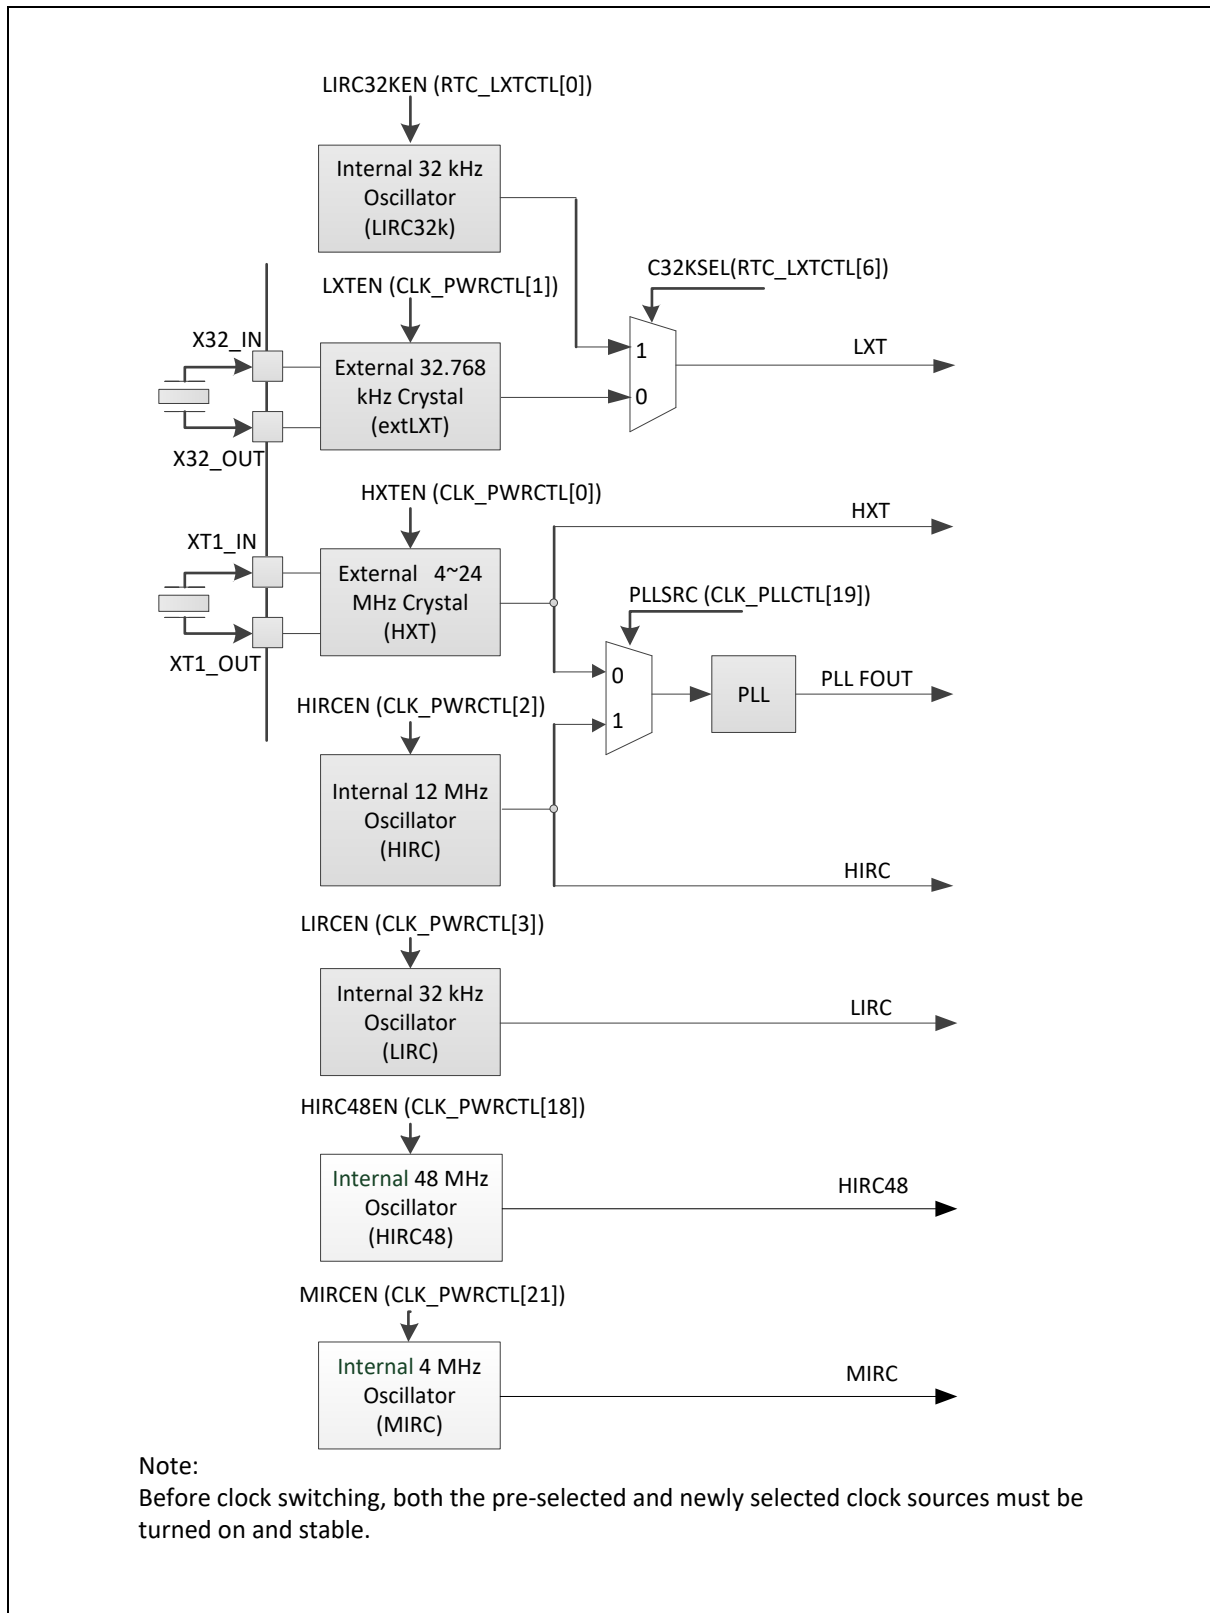 LIRC32KEN (RTC_LXTCTL[0])
Internal 32 kHz
Oscillator
(LIRC32k)
C32KSEL(RTC_LXTCTL[6])
LXTEN (CLK_PWRCTL[1])
X32_IN
1
LXT
External 32.768
kHz Crystal
(extLXT)
0
X32_OUT
HXTEN (CLK_PWRCTL[0])
HXT
XT1_IN
External 4~24
MHz Crystal
(HXT)
PLLSRC (CLK_PLLCTL[19])
XT1_OUT
0
PLL
PLL FOUT
1
HIRCEN (CLK_PWRCTL[2])
Internal 12 MHz
Oscillator
(HIRC)
HIRC
LIRCEN (CLK_PWRCTL[3])
Internal 32 kHz
Oscillator
(LIRC)
LIRC
HIRC48EN (CLK_PWRCTL[18])
Internal 48 MHz
Oscillator
(HIRC48)
HIRC48
MIRCEN (CLK_PWRCTL[21])
Internal 4 MHz
Oscillator
(MIRC)
MIRC
Note:
Before clock switching, both the pre-selected and newly selected clock sources must be
turned on and stable.